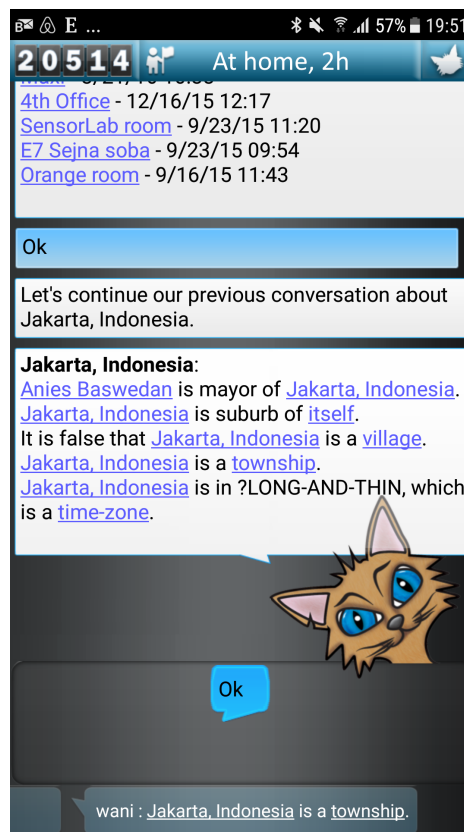 E ... 57% 19:51
20514 At home, 2h
4th Office - 12/16/15 12:17
SensorLab room - 9/23/15 11:20
E7 Sejna soba - 9/23/15 09:54
Orange room - 9/16/15 11:43
Ok
Let's continue our previous conversation about
Jakarta, Indonesia.
Jakarta, Indonesia:
Anies Baswedan is mayor of Jakarta, Indonesia.
Jakarta, Indonesia is suburb of itself.
It is false that Jakarta, Indonesia is a village.
Jakarta, Indonesia is a township.
Jakarta, Indonesia is in ?LONG-AND-THIN, which
is a time-zone.
Ok
wani : Jakarta, Indonesia is a township.